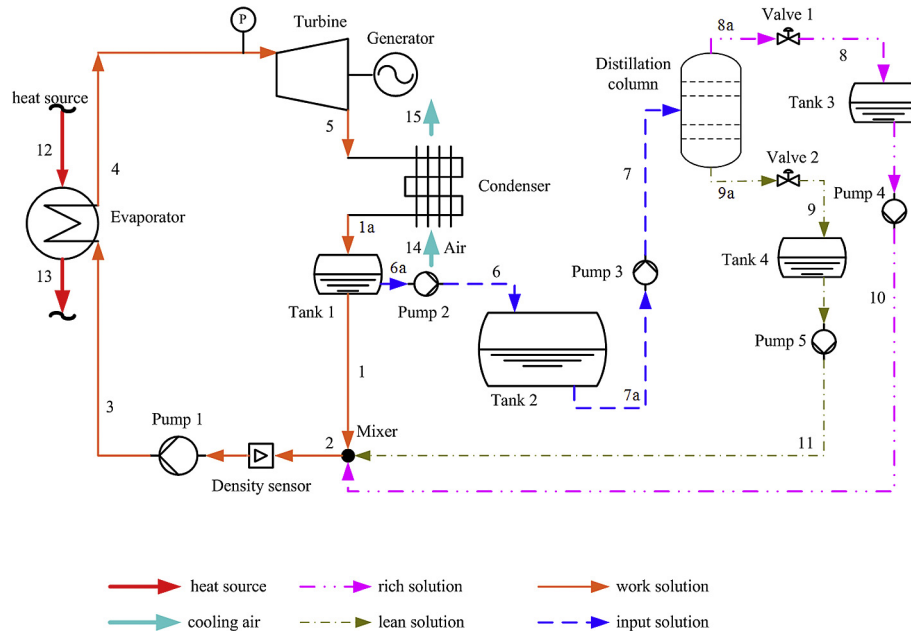 P
Turbine
Generator
heat source
12
4
5
15
Condenser
Evaporator
13
1a
14
Air
6a
6
Tank 1
Pump 2
Tank 2
7a
7
Pump 3
Distillation
column
8a
Valve 1
8
Tank 3
Valve 2
9a
9
Pump 4
Tank 4
10
Pump 5
11
1
3
Pump 1
2
Mixer
Density sensor
heat source
rich solution
work solution
cooling air
lean solution
input solution